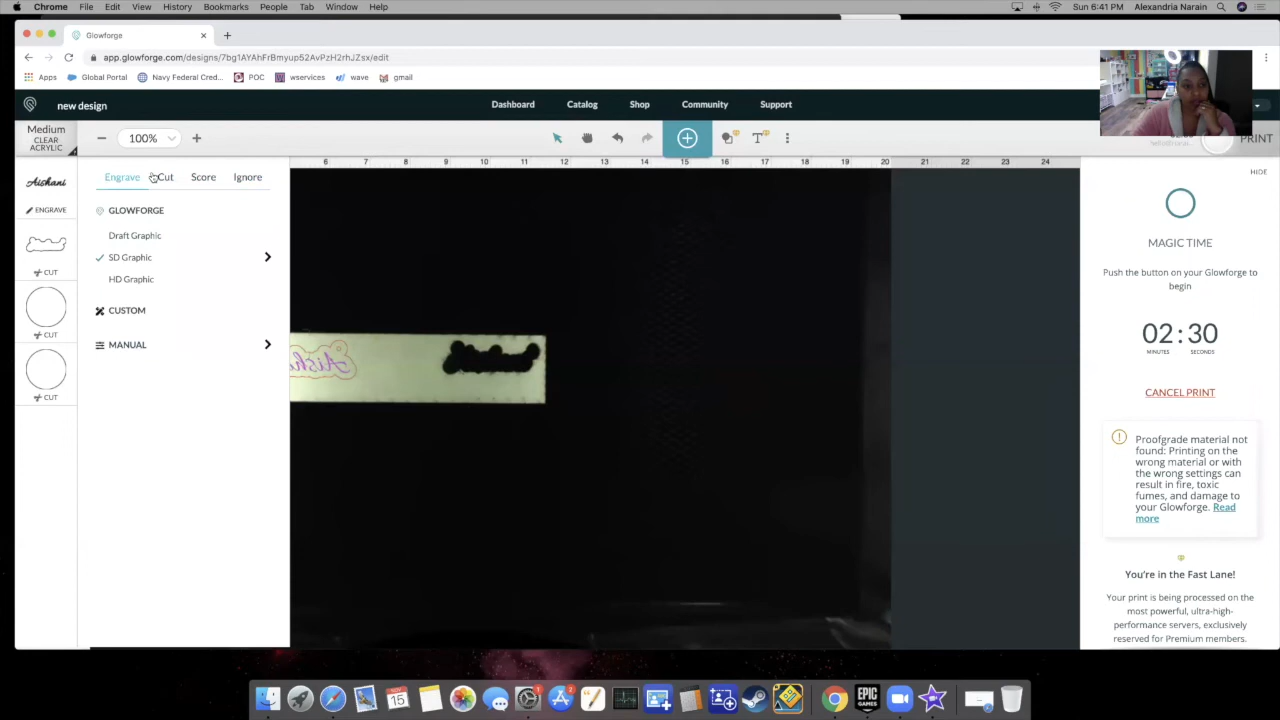 Chrome File Edit View History Bookmarks People Tab Window Help Sun 6:41 PM Alexandria Narain
Glowforge
app.glowforge.com/designs/7bg1AYAhFrBmyup52AvPzH2rhJZsx/edit
Apps Global Portal Navy Federal Cred... POC wservices wave gmail
new design Dashboard Catalog Shop Community Support
Medium
CLEAR
ACRYLIC
100%
PRINT
6 7 8 9 10 11 12 13 14 15 16 17 18 19 20 21 22 23 24
Aishani
ENGRAVE
CUT
CUT
CUT
Engrave Cut Score Ignore
GLOWFORGE
Draft Graphic
SD Graphic
HD Graphic
CUSTOM
MANUAL
HIDE
MAGIC TIME
Push the button on your Glowforge to
begin
02:30
MINUTES SECONDS
CANCEL PRINT
Proofgrade material not
found: Printing on the
wrong material or with
the wrong settings can
result in fire, toxic
fumes, and damage to
your Glowforge. Read
more
You're in the Fast Lane!
Your print is being processed on the
most powerful, ultra-high-
performance servers, exclusively
reserved for Premium members.
NOV
15
EPIC
GAMES